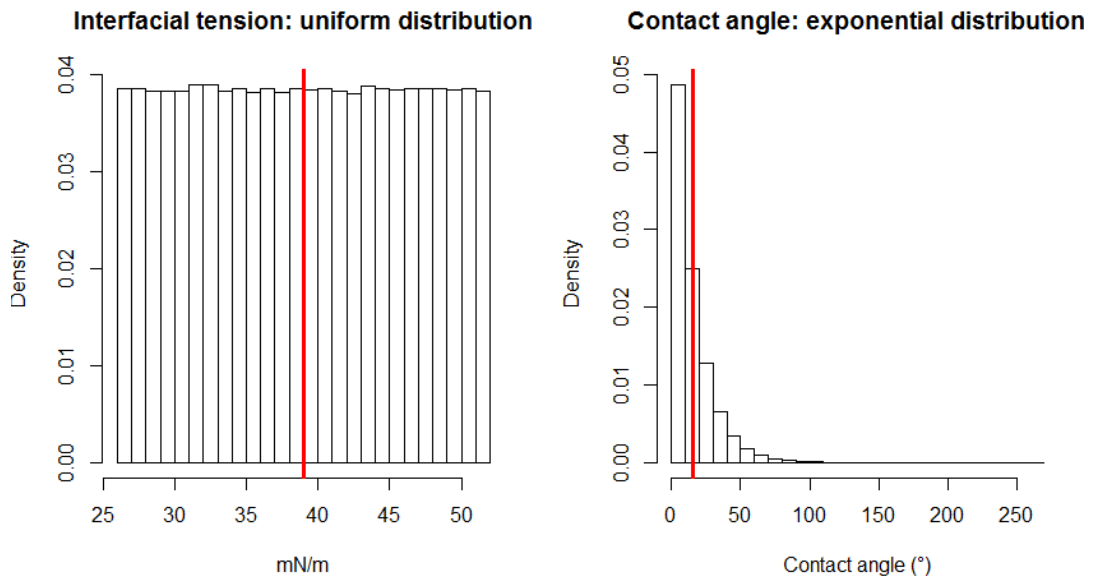 Interfacial tension: uniform distribution
Density
0.00 0.01 0.02 0.03 0.04
25 30 35 40 45 50
mN/m
Contact angle: exponential distribution
Density
0.00 0.01 0.02 0.03 0.04 0.05
0 50 100 150 200 250
Contact angle (°)